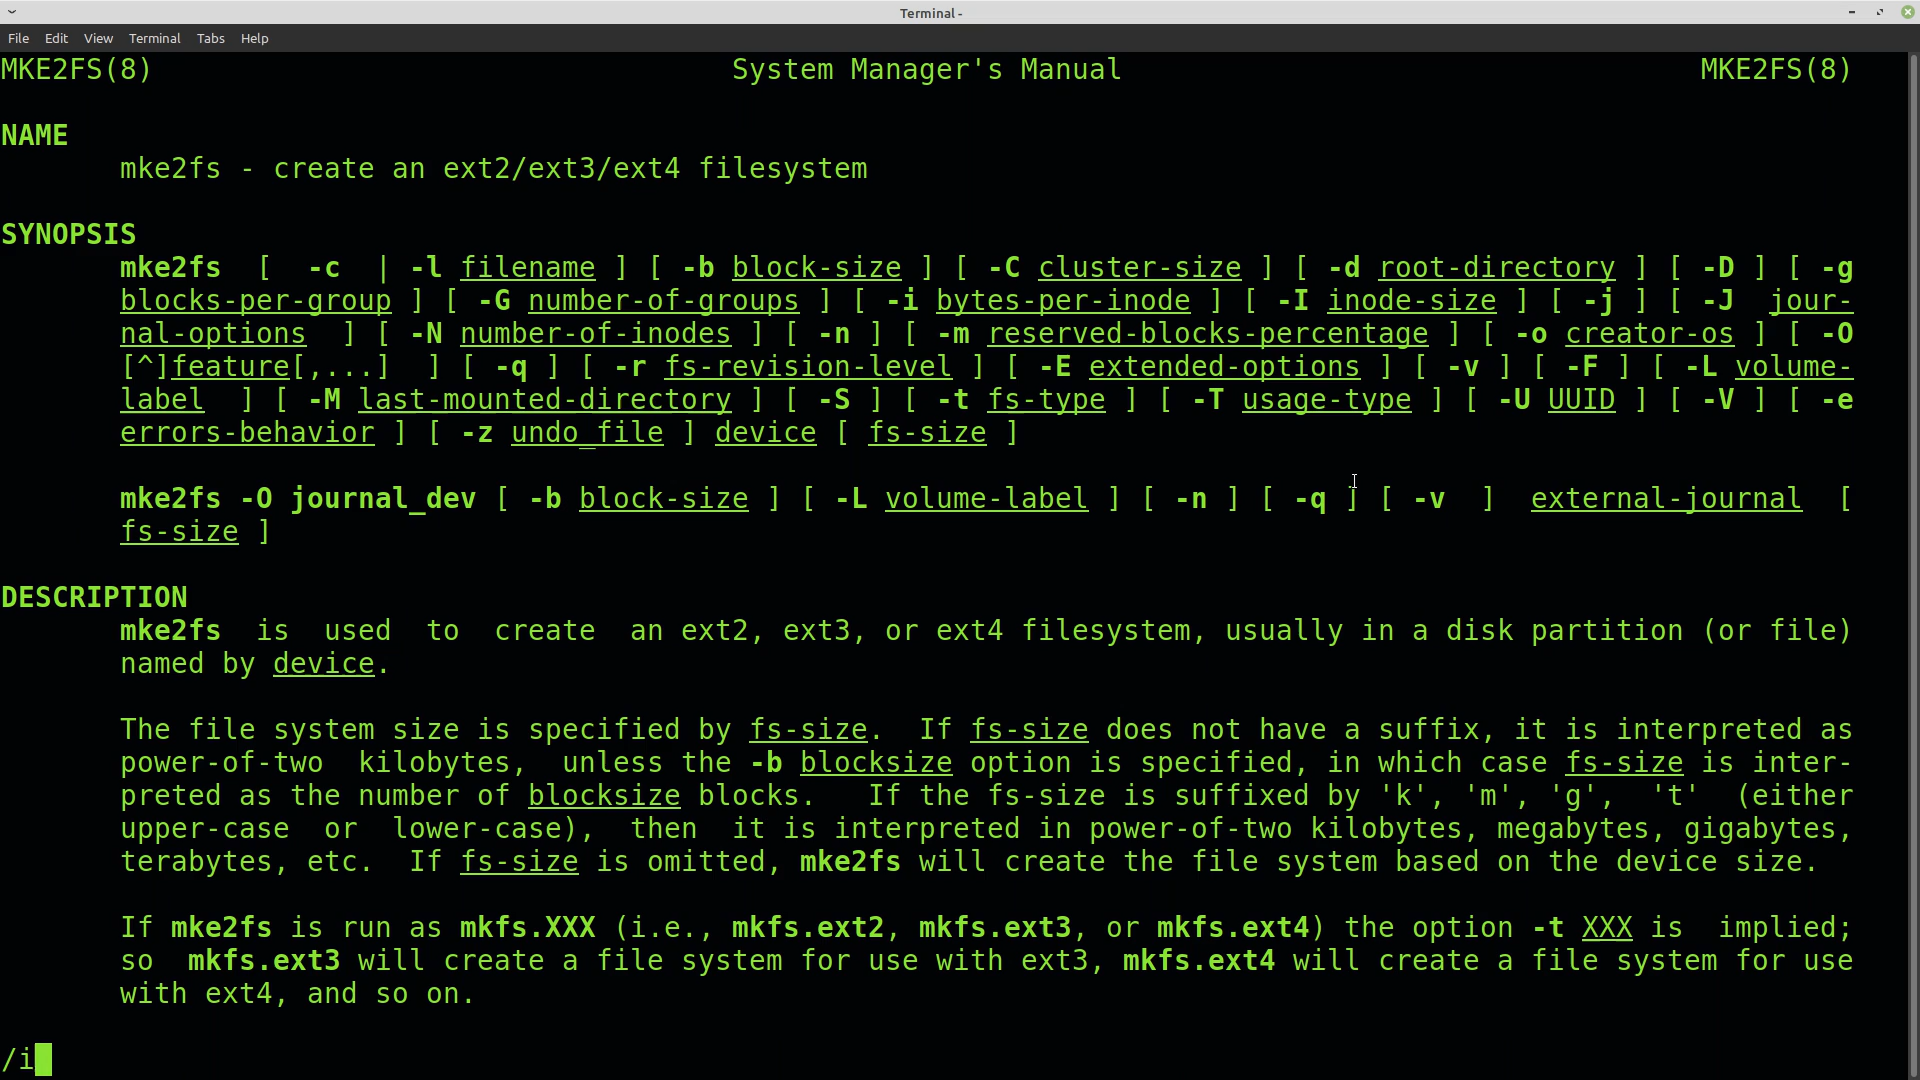 Terminal -
File Edit View Terminal Tabs Help
MKE2FS(8) System Manager's Manual MKE2FS(8)
NAME
mke2fs - create an ext2/ext3/ext4 filesystem
SYNOPSIS
mke2fs [ -c | -l filename ] [ -b block-size ] [ -C cluster-size ] [ -d root-directory ] [ -D ] [ -g
blocks-per-group ] [ -G number-of-groups ] [ -i bytes-per-inode ] [ -I inode-size ] [ -j ] [ -J jour-
nal-options ] [ -N number-of-inodes ] [ -n ] [ -m reserved-blocks-percentage ] [ -o creator-os ] [ -O
[^]feature[,...] ] [ -q ] [ -r fs-revision-level ] [ -E extended-options ] [ -v ] [ -F ] [ -L volume-
label ] [ -M last-mounted-directory ] [ -S ] [ -t fs-type ] [ -T usage-type ] [ -U UUID ] [ -V ] [ -e
errors-behavior ] [ -z undo_file ] device [ fs-size ]
mke2fs -O journal_dev [ -b block-size ] [ -L volume-label ] [ -n ] [ -q ] [ -v ] external-journal [
fs-size ]
DESCRIPTION
mke2fs is used to create an ext2, ext3, or ext4 filesystem, usually in a disk partition (or file)
named by device.
The file system size is specified by fs-size. If fs-size does not have a suffix, it is interpreted as
power-of-two kilobytes, unless the -b blocksize option is specified, in which case fs-size is inter-
preted as the number of blocksize blocks. If the fs-size is suffixed by 'k', 'm', 'g', 't' (either
upper-case or lower-case), then it is interpreted in power-of-two kilobytes, megabytes, gigabytes,
terabytes, etc. If fs-size is omitted, mke2fs will create the file system based on the device size.
If mke2fs is run as mkfs.XXX (i.e., mkfs.ext2, mkfs.ext3, or mkfs.ext4) the option -t XXX is implied;
so mkfs.ext3 will create a file system for use with ext3, mkfs.ext4 will create a file system for use
with ext4, and so on.
/i